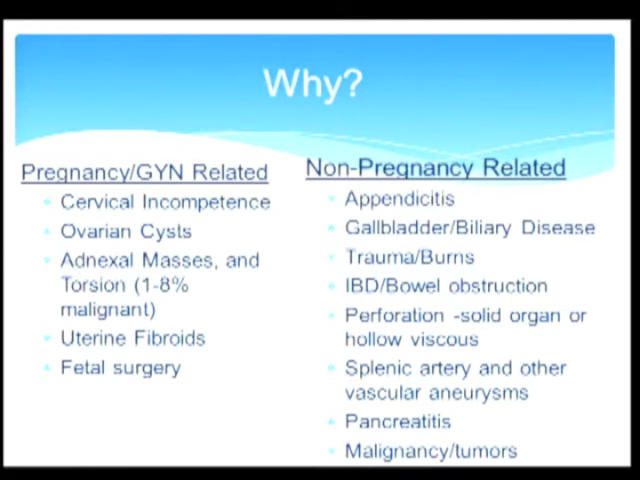 Why?
Pregnancy/GYN Related
Cervical Incompetence
Ovarian Cysts
Adnexal Masses, and
Torsion (1-8%
malignant)
Uterine Fibroids
Fetal surgery
Non-Pregnancy Related
Appendicitis
Gallbladder/Biliary Disease
Trauma/Burns
IBD/Bowel obstruction
Perforation -solid organ or
hollow viscous
Splenic artery and other
vascular aneurysms
Pancreatitis
Malignancy/tumors